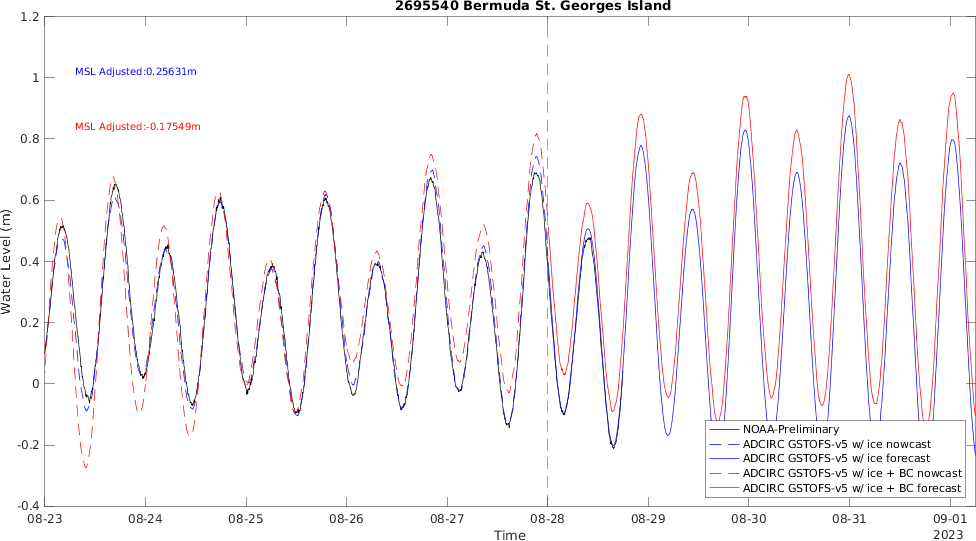 2695540 Bermuda St. Georges Island
1.2
1
0.8
0.6
0.4
0.2
0
-0.2
-0.4
Water Level (m)
MSL Adjusted:0.25631m
MSL Adjusted:-0.17549m
NOAA-Preliminary
ADCIRC GSTOFS-v5 w/ ice nowcast
ADCIRC GSTOFS-v5 w/ ice forecast
ADCIRC GSTOFS-v5 w/ ice + BC nowcast
ADCIRC GSTOFS-v5 w/ ice + BC forecast
08-23 08-24 08-25 08-26 08-27 08-28 08-29 08-30 08-31 09-01
Time 2023